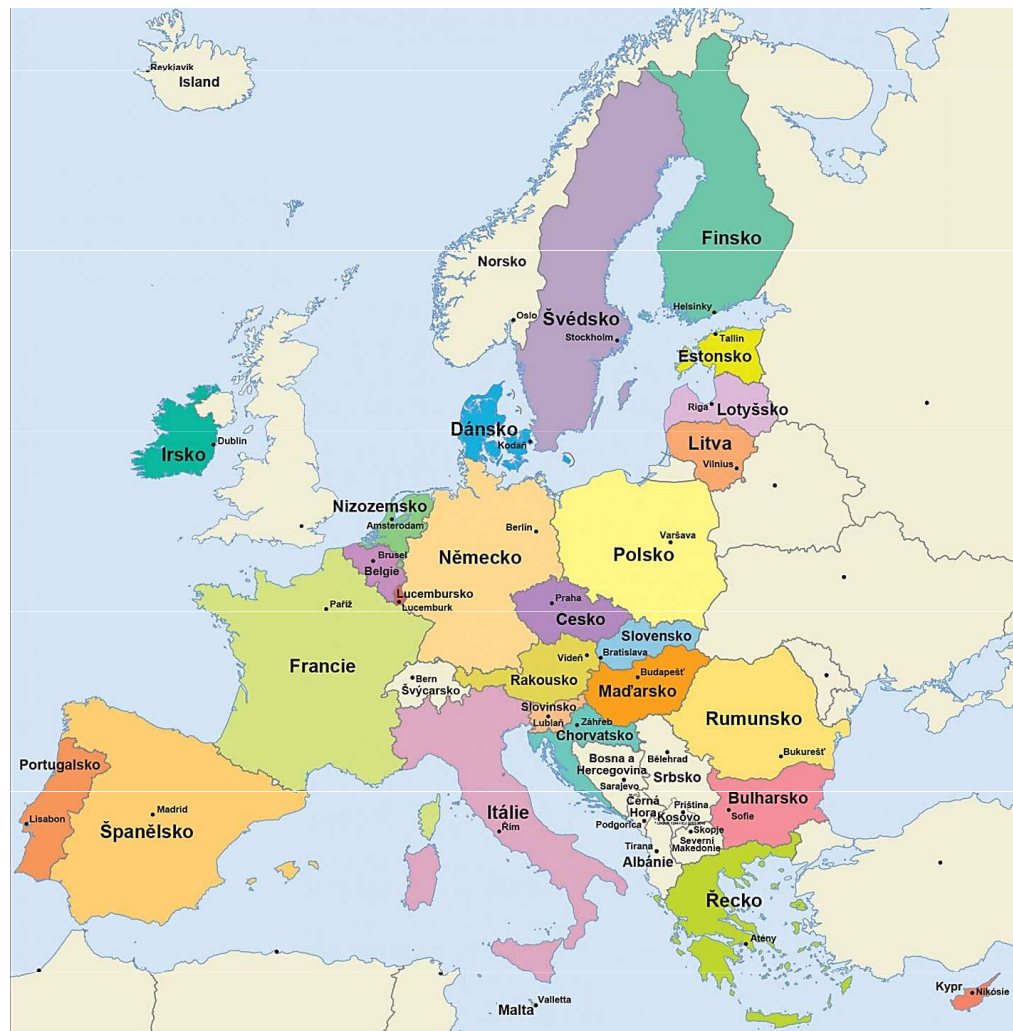 Reykjavík
Island
Finsko
Norsko
Helsinky
Oslo
Švédsko
Stockholm
Tallin
Estonsko
Riga
Lotyšsko
Dánsko
Kodaň
Litva
Vilnius
Dublin
Irsko
Nizozemsko
Amsterodam
Berlín
Varšava
Polsko
Německo
Brusel
Belgie
Lucembursko
Lucemburk
Paříž
Praha
Česko
Slovensko
Bratislava
Vídeň
Rakousko
Francie
Bern
Švýcarsko
Budapešť
Maďarsko
Slovinsko
Lublaň
Záhřeb
Chorvatsko
Rumunsko
Bukurešť
Bosna a
Hercegovina
Sarajevo
Bělehrad
Srbsko
Portugalsko
Lisabon
Madrid
Španělsko
Itálie
Řím
Černá
Hora
Podgorica
Priština
Kosovo
Bulharsko
Sofie
Skopje
Severní
Makedonie
Tirana
Albánie
Řecko
Atény
Kypr
Nikósie
Valletta
Malta